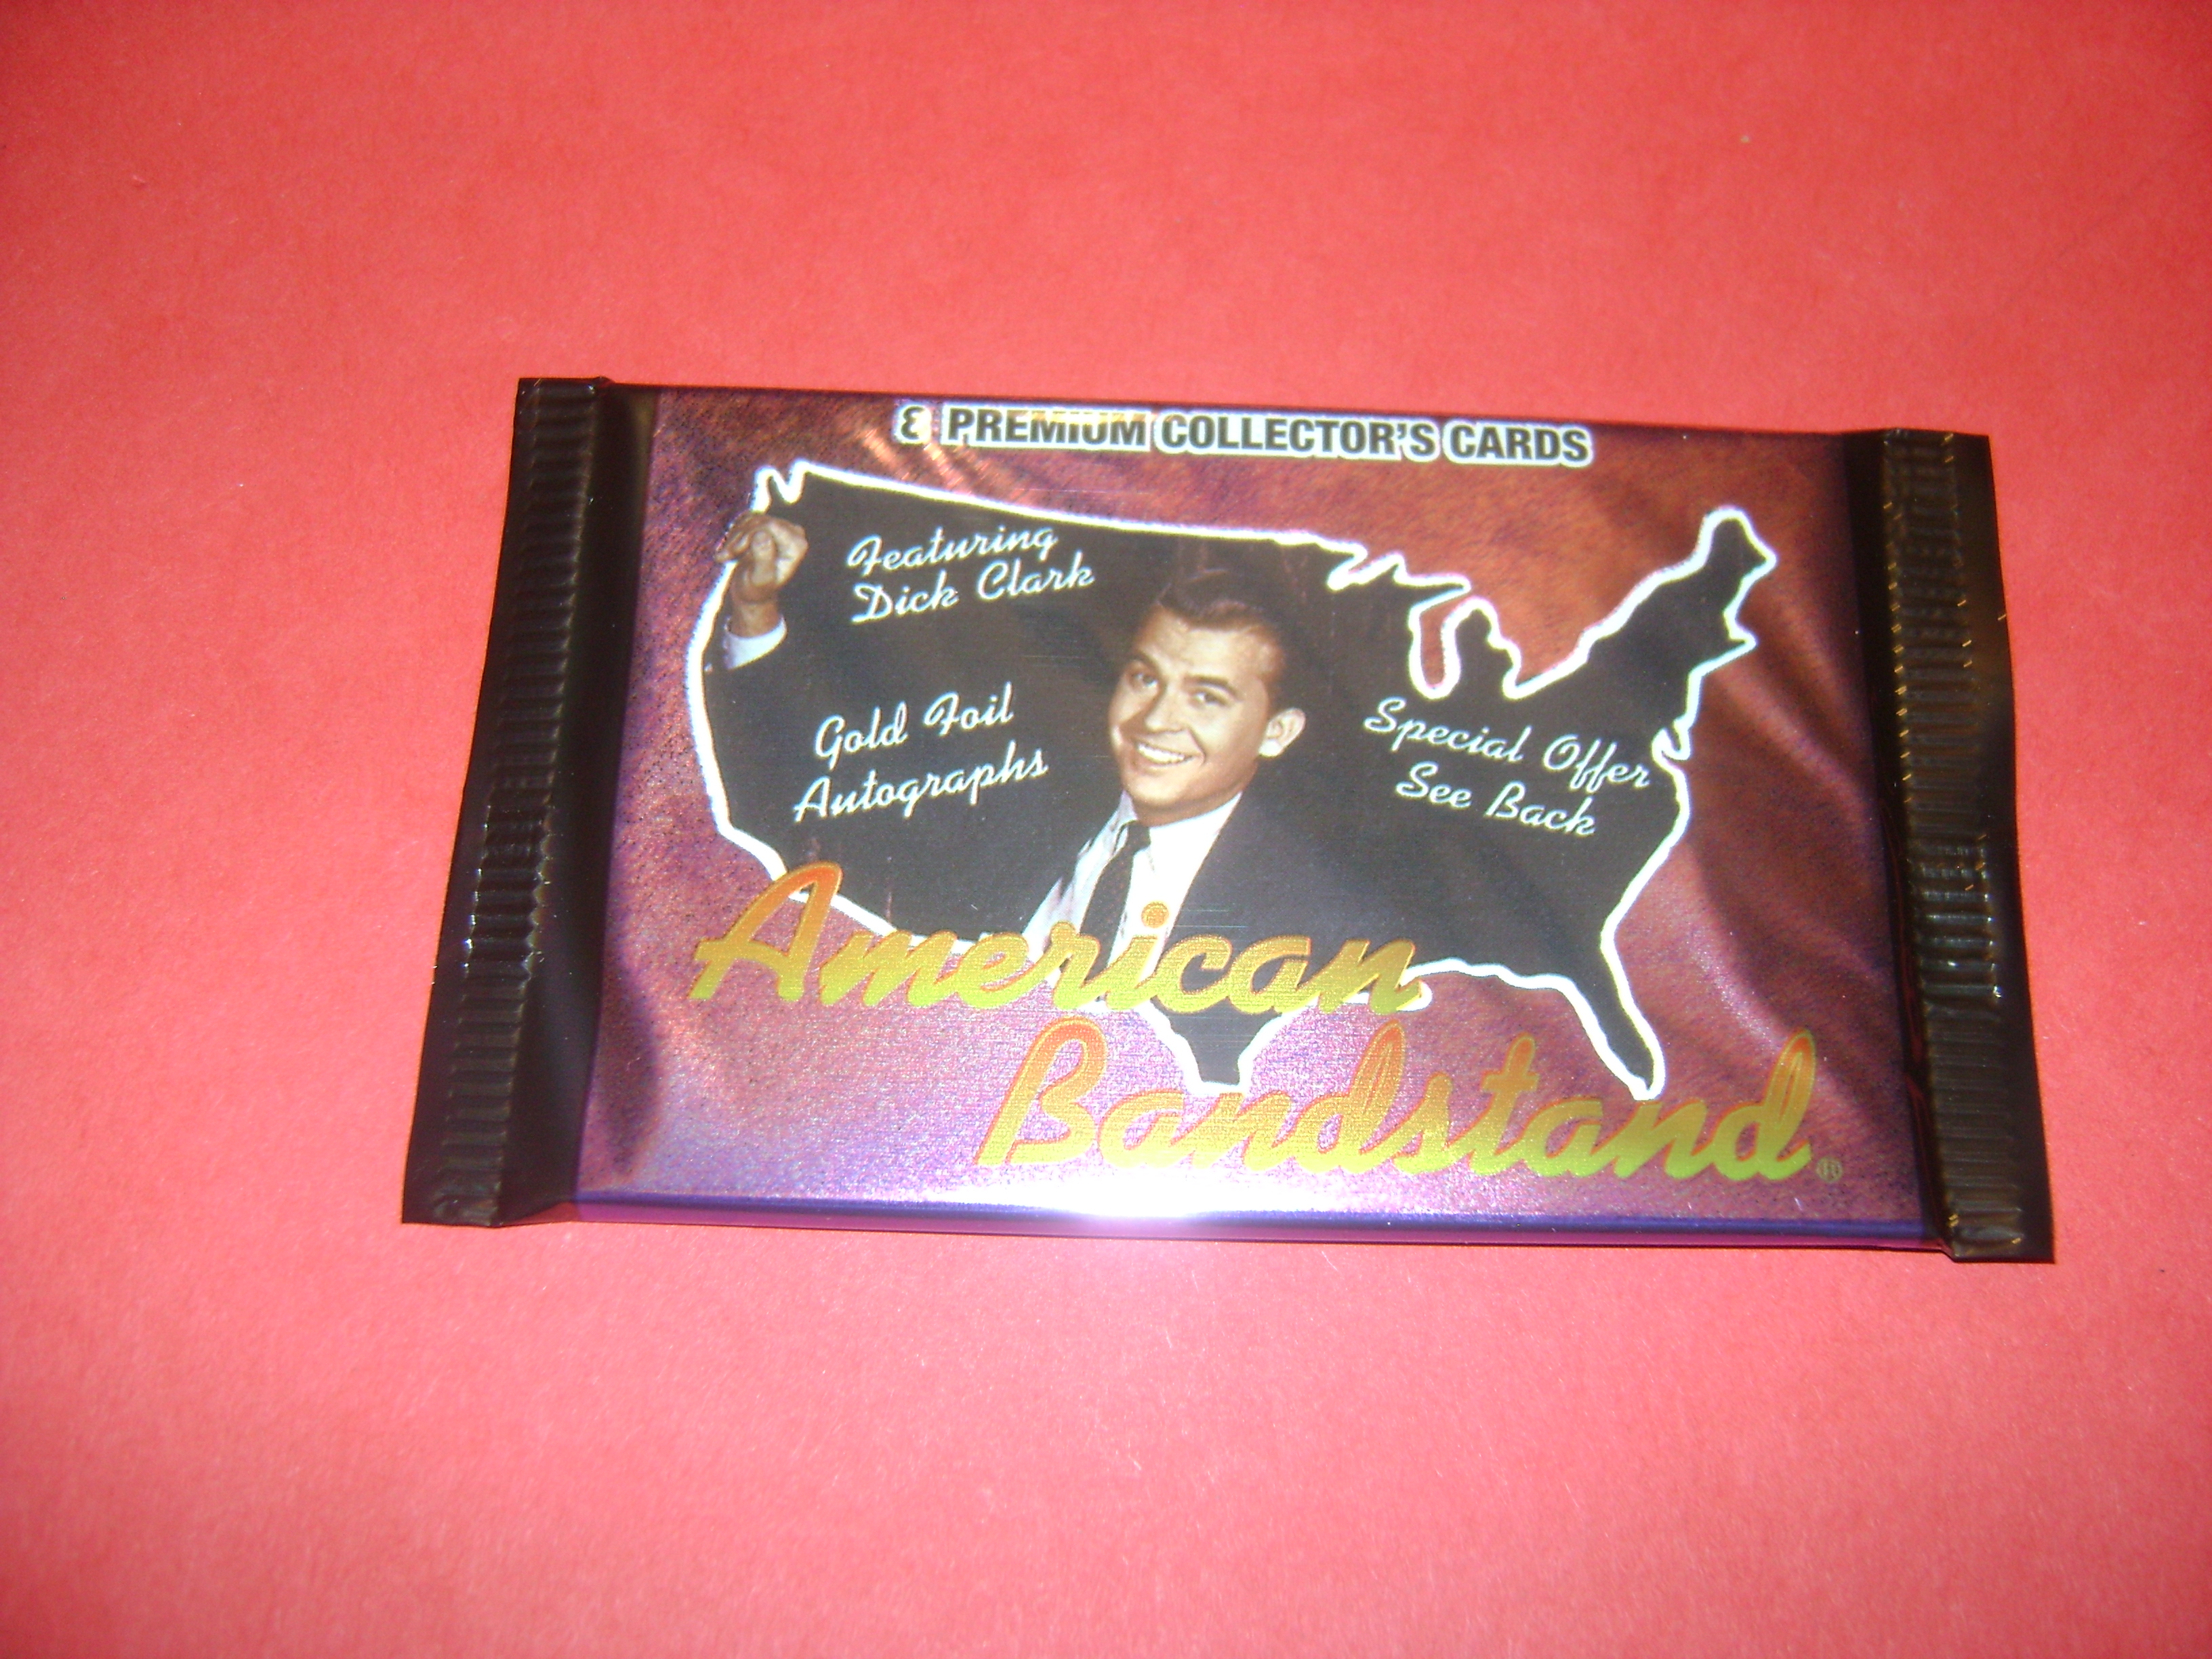 8 PREMIUM COLLECTOR'S CARDS
Featuring
Dick Clark
Gold Foil
Autographs
Special Offer
See Back
American
Bandstand®